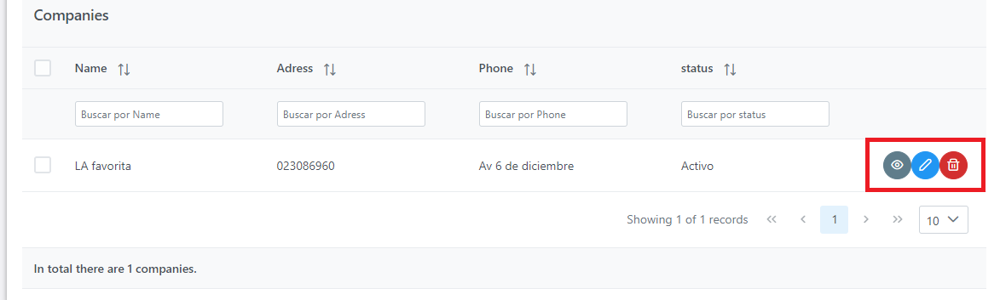 Companies
Name Adress Phone status
Buscar por Name Buscar por Adress Buscar por Phone Buscar por status
LA favorita 023086960 Av 6 de diciembre Activo
Showing 1 of 1 records 1 10
In total there are 1 companies.